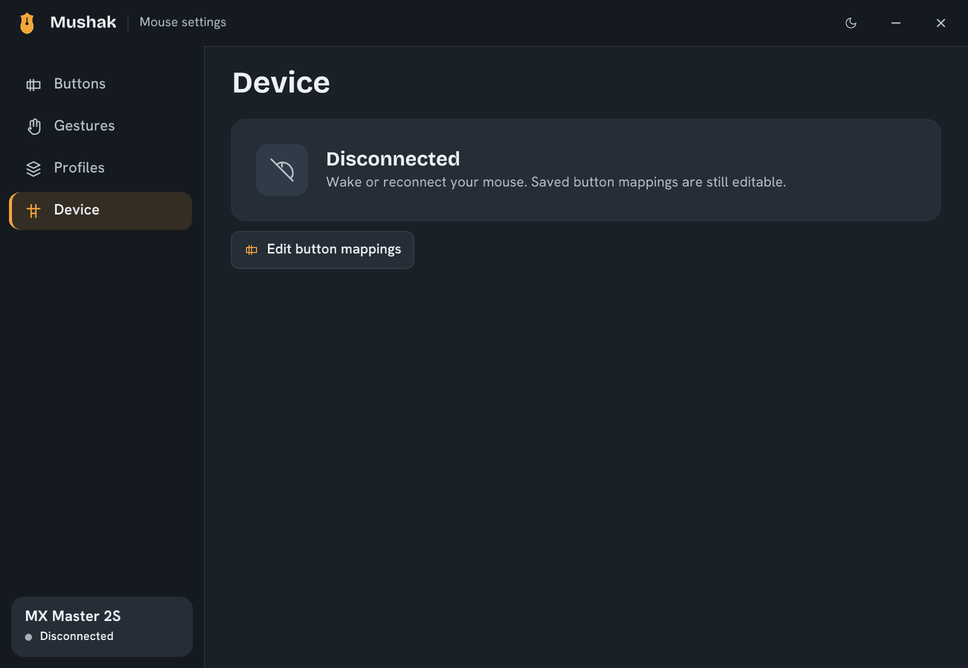 Mushak
Mouse settings
Buttons
Gestures
Profiles
Device
Device
Disconnected
Wake or reconnect your mouse. Saved button mappings are still editable.
Edit button mappings
MX Master 2S
Disconnected